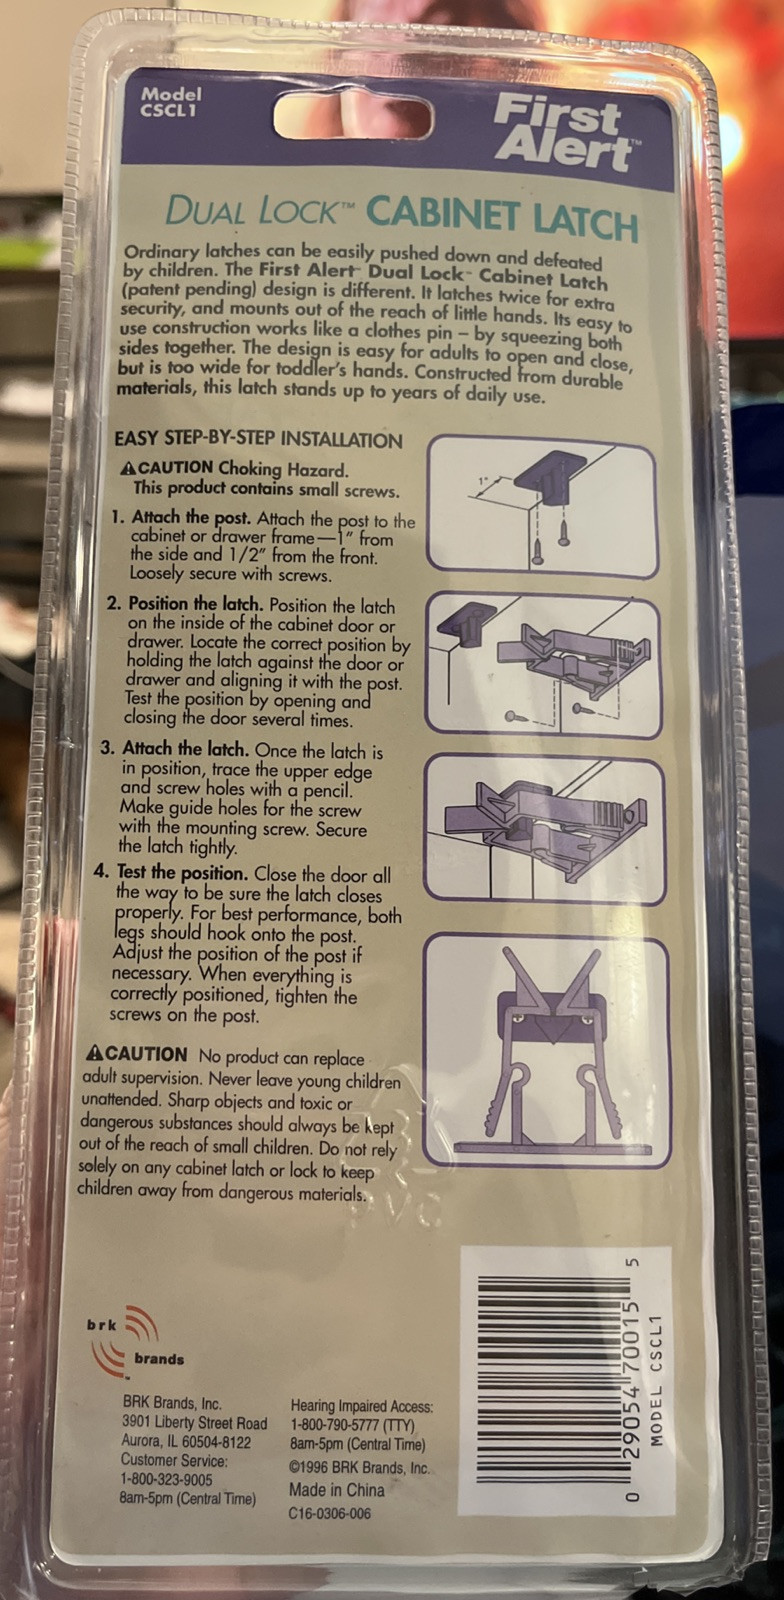 Model
CSCL1
First
Alert™
DUAL LOCK™ CABINET LATCH
Ordinary latches can be easily pushed down and defeated
by children. The First Alert™ Dual Lock™ Cabinet Latch
(patent pending) design is different. It latches twice for extra
security, and mounts out of the reach of little hands. Its easy to
use construction works like a clothes pin – by squeezing both
sides together. The design is easy for adults to open and close,
but is too wide for toddler's hands. Constructed from durable
materials, this latch stands up to years of daily use.
EASY STEP-BY-STEP INSTALLATION
⚠CAUTION Choking Hazard.
This product contains small screws.
1. Attach the post. Attach the post to the
cabinet or drawer frame—1" from
the side and 1/2" from the front.
Loosely secure with screws.
1"
2. Position the latch. Position the latch
on the inside of the cabinet door or
drawer. Locate the correct position by
holding the latch against the door or
drawer and aligning it with the post.
Test the position by opening and
closing the door several times.
3. Attach the latch. Once the latch is
in position, trace the upper edge
and screw holes with a pencil.
Make guide holes for the screw
with the mounting screw. Secure
the latch tightly.
4. Test the position. Close the door all
the way to be sure the latch closes
properly. For best performance, both
legs should hook onto the post.
Adjust the position of the post if
necessary. When everything is
correctly positioned, tighten the
screws on the post.
⚠CAUTION No product can replace
adult supervision. Never leave young children
unattended. Sharp objects and toxic or
dangerous substances should always be kept
out of the reach of small children. Do not rely
solely on any cabinet latch or lock to keep
children away from dangerous materials.
brk
brands™
BRK Brands, Inc.
3901 Liberty Street Road
Aurora, IL 60504-8122
Customer Service:
1-800-323-9005
8am-5pm (Central Time)
Hearing Impaired Access:
1-800-790-5777 (TTY)
8am-5pm (Central Time)
©1996 BRK Brands, Inc.
Made in China
C16-0306-006
0 29054 70015 5
MODEL CSCL1